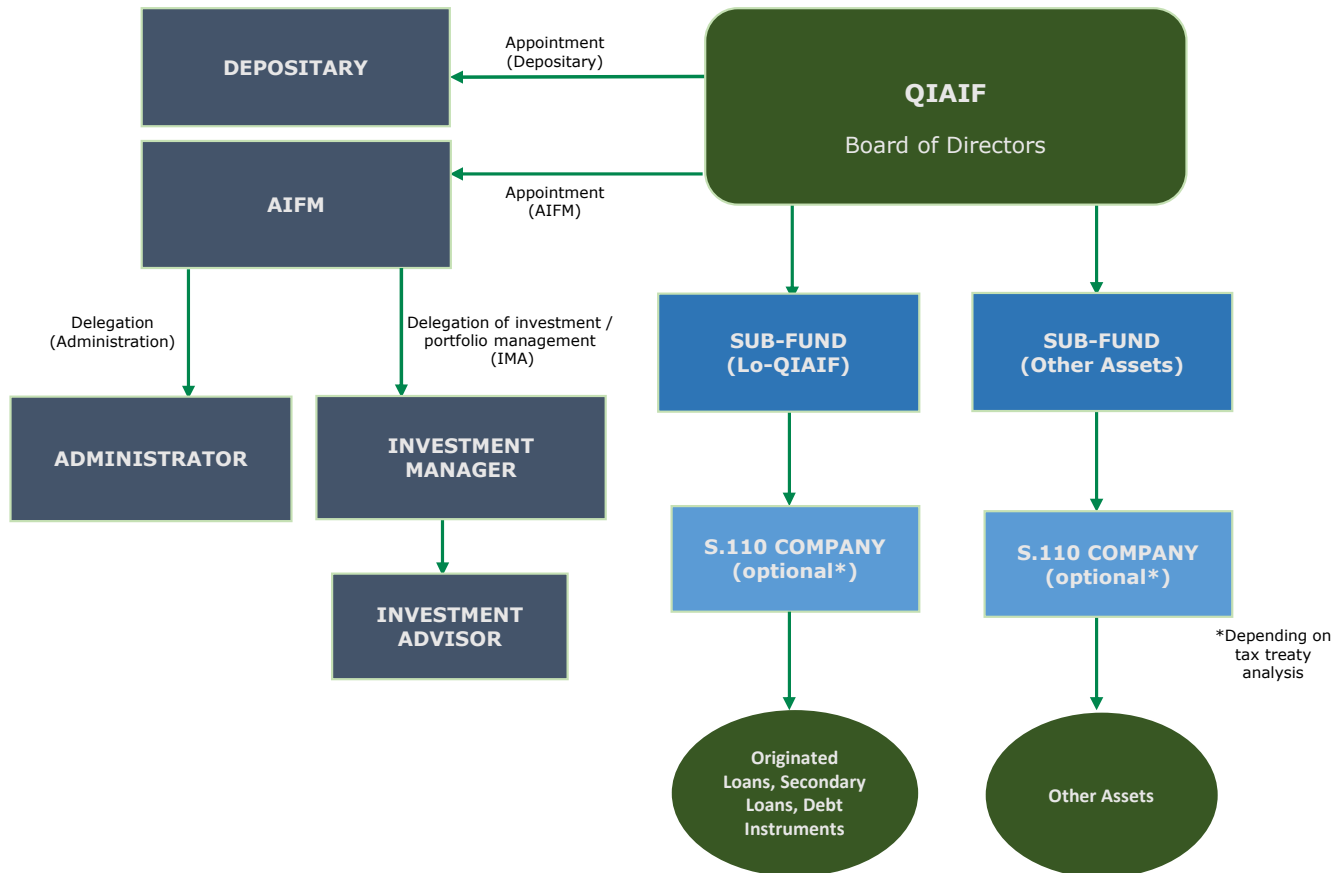 DEPOSITARY
Appointment
(Depositary)
QIAIF
Board of Directors
AIFM
Appointment
(AIFM)
Delegation
(Administration)
Delegation of investment /
portfolio management
(IMA)
SUB-FUND
(Lo-QIAIF)
SUB-FUND
(Other Assets)
ADMINISTRATOR
INVESTMENT
MANAGER
S.110 COMPANY
(optional*)
S.110 COMPANY
(optional*)
INVESTMENT
ADVISOR
*Depending on
tax treaty
analysis
Originated
Loans, Secondary
Loans, Debt
Instruments
Other Assets